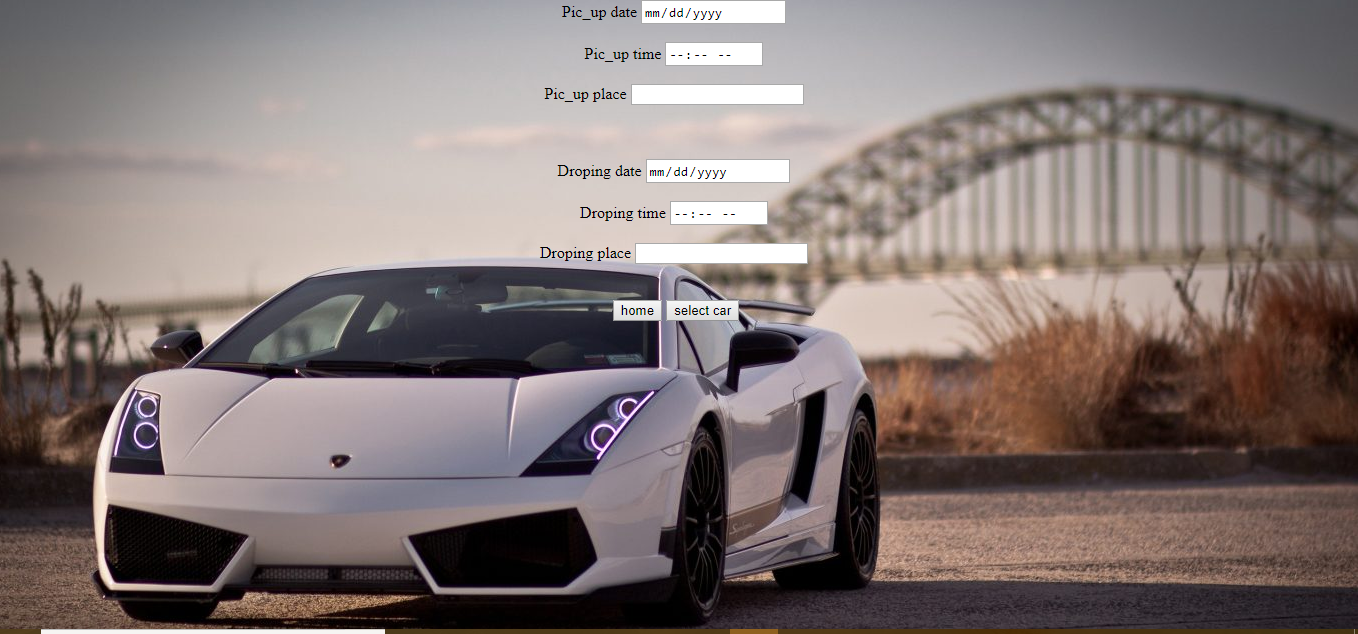 Pic_up date mm/dd/yyyy
Pic_up time --:-- --
Pic_up place
Droping date mm/dd/yyyy
Droping time --:-- --
Droping place
home select car